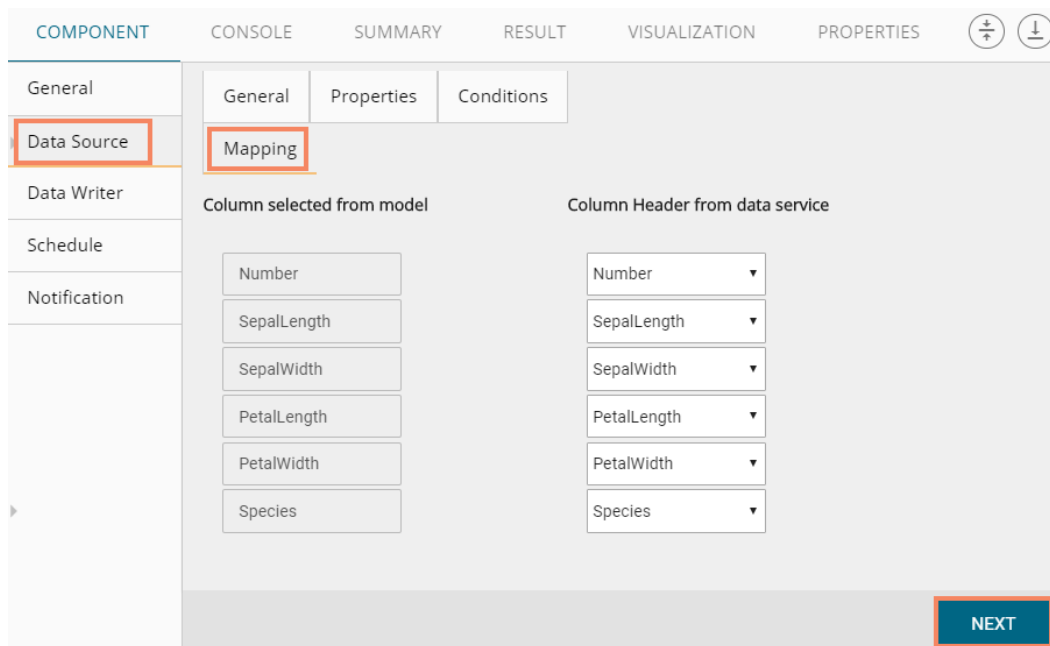 COMPONENT CONSOLE SUMMARY RESULT VISUALIZATION PROPERTIES
General
Data Source
Data Writer
Schedule
Notification
General Properties Conditions
Mapping
Column selected from model Column Header from data service
Number Number
SepalLength SepalLength
SepalWidth SepalWidth
PetalLength PetalLength
PetalWidth PetalWidth
Species Species
NEXT